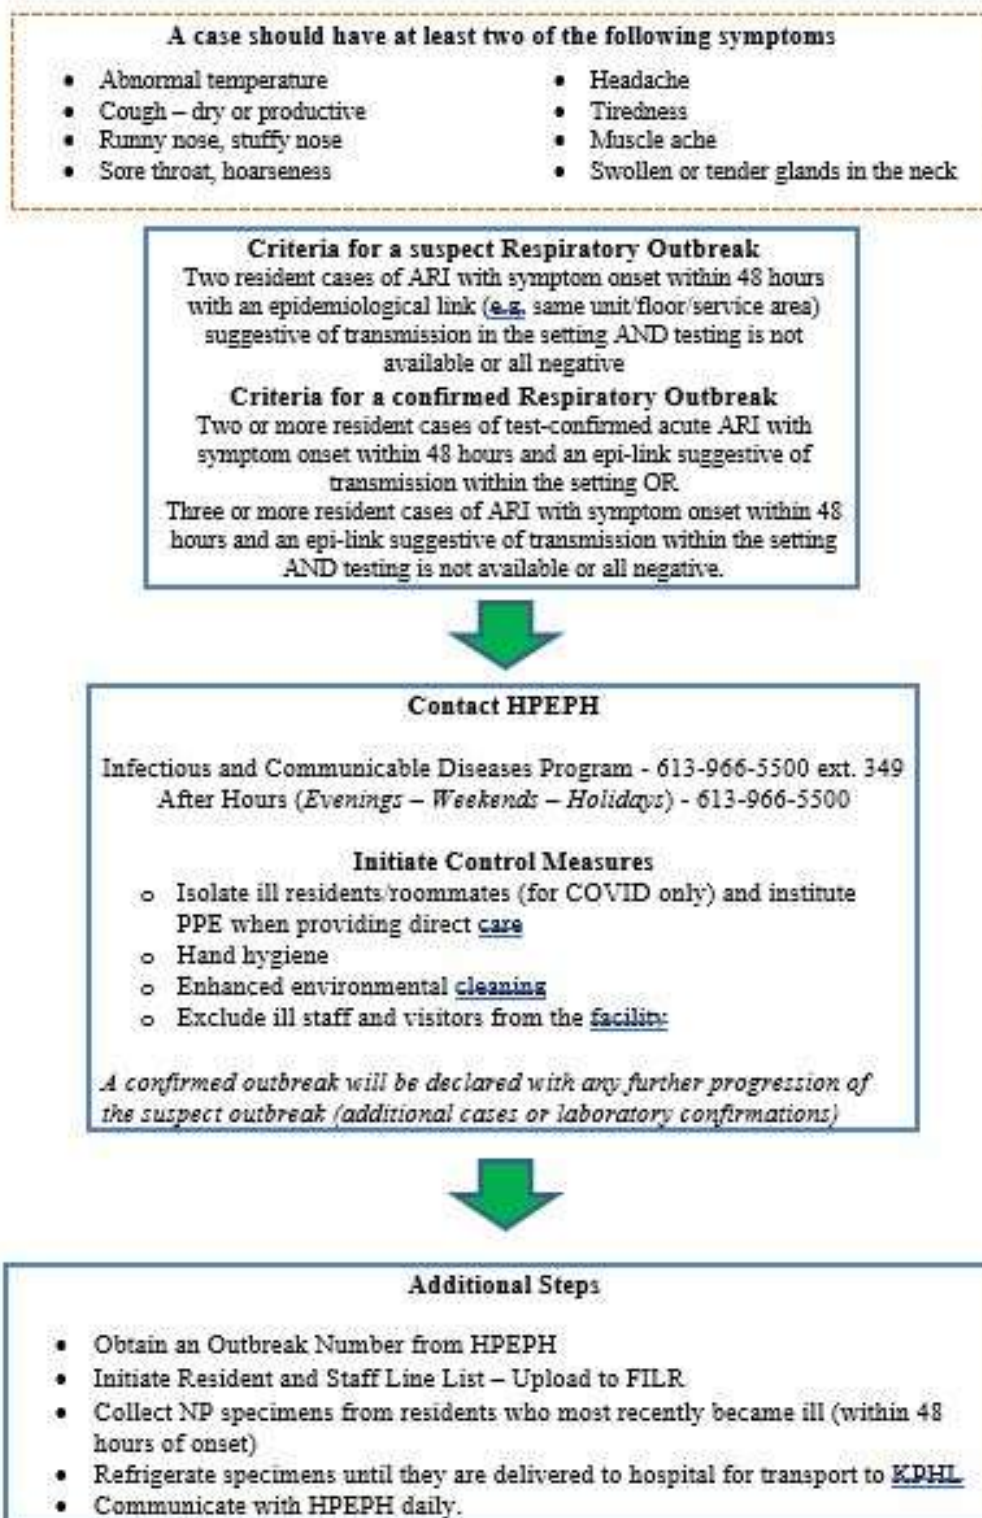 A case should have at least two of the following symptoms
• Abnormal temperature
• Cough – dry or productive
• Runny nose, stuffy nose
• Sore throat, hoarseness
• Headache
• Tiredness
• Muscle ache
• Swollen or tender glands in the neck
Criteria for a suspect Respiratory Outbreak
Two resident cases of ARI with symptom onset within 48 hours
with an epidemiological link (e.g. same unit/floor/service area)
suggestive of transmission in the setting AND testing is not
available or all negative
Criteria for a confirmed Respiratory Outbreak
Two or more resident cases of test-confirmed acute ARI with
symptom onset within 48 hours and an epi-link suggestive of
transmission within the setting OR
Three or more resident cases of ARI with symptom onset within 48
hours and an epi-link suggestive of transmission within the setting
AND testing is not available or all negative.
Contact HPEPH
Infectious and Communicable Diseases Program - 613-966-5500 ext. 349
After Hours (Evenings – Weekends – Holidays) - 613-966-5500
Initiate Control Measures
o Isolate ill residents/roommates (for COVID only) and institute
PPE when providing direct care
o Hand hygiene
o Enhanced environmental cleaning
o Exclude ill staff and visitors from the facility
A confirmed outbreak will be declared with any further progression of
the suspect outbreak (additional cases or laboratory confirmations)
Additional Steps
• Obtain an Outbreak Number from HPEPH
• Initiate Resident and Staff Line List – Upload to FILR
• Collect NP specimens from residents who most recently became ill (within 48
hours of onset)
• Refrigerate specimens until they are delivered to hospital for transport to KPHL
• Communicate with HPEPH daily.